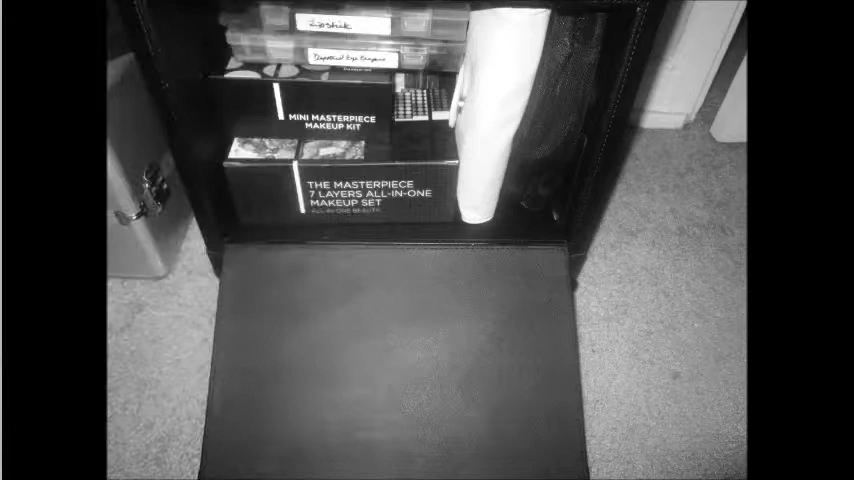 Lipstick
MINI MASTERPIECE
MAKEUP KIT
THE MASTERPIECE
7 LAYERS ALL-IN-ONE
MAKEUP SET
ALL-IN-ONE BEAUTY